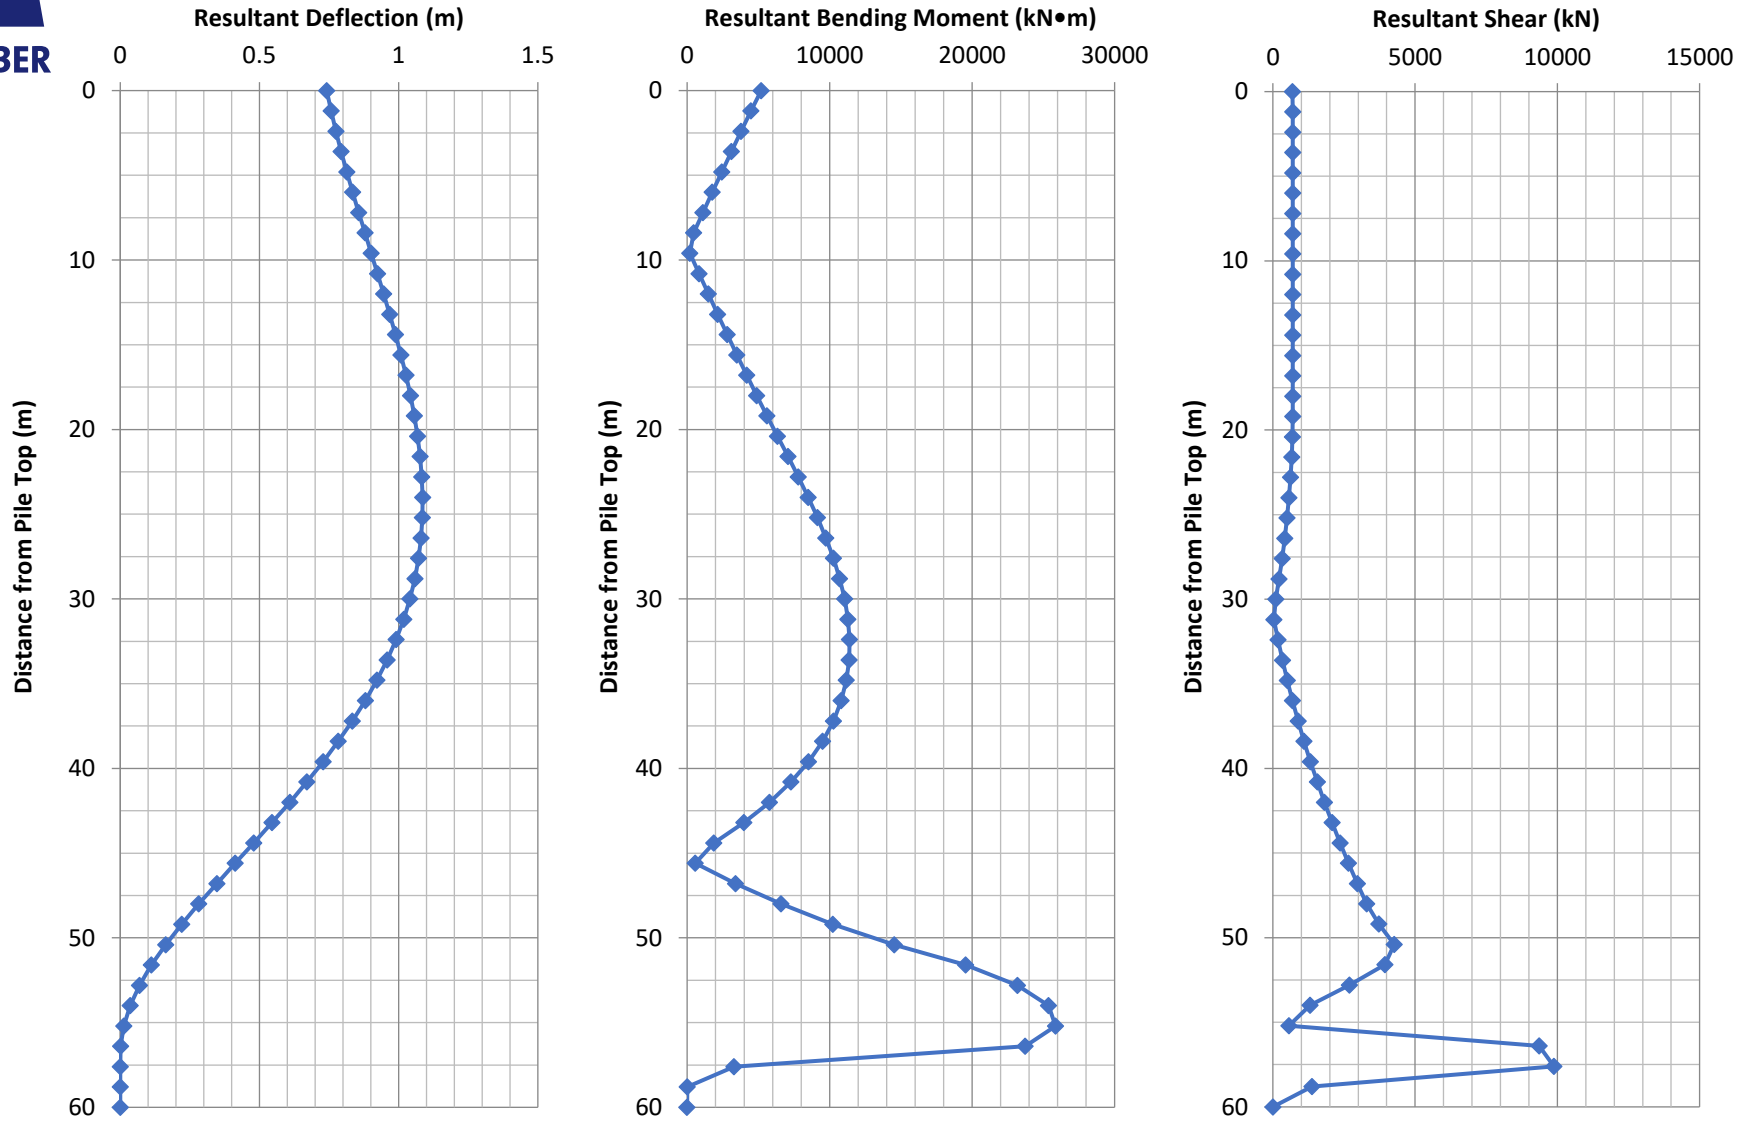 BER
Resultant Deflection (m)
0 0.5 1 1.5
0
10
20
30
40
50
60
Distance from Pile Top (m)
Resultant Bending Moment (kN•m)
0 10000 20000 30000
0
10
20
30
40
50
60
Distance from Pile Top (m)
Resultant Shear (kN)
0 5000 10000 15000
0
10
20
30
40
50
60
Distance from Pile Top (m)